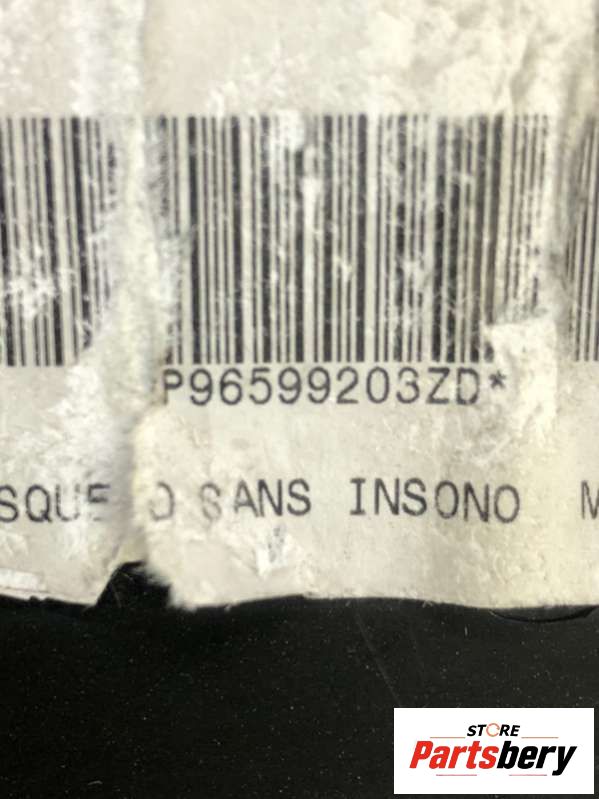 P96599203ZD*
SANS INSONO
STORE
Partsbery